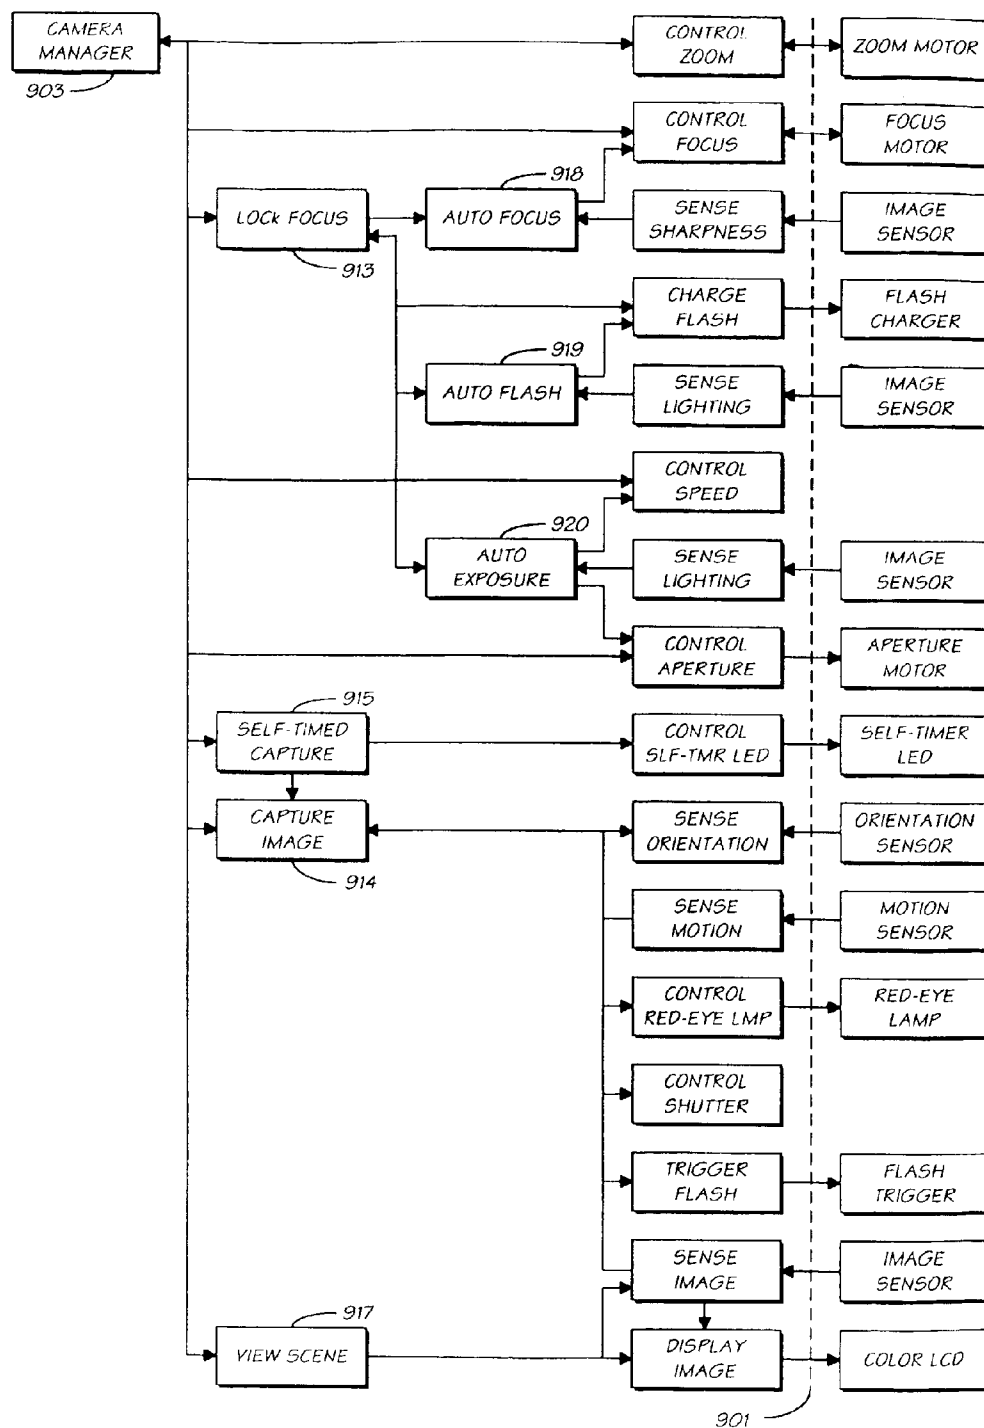 CAMERA
MANAGER
903
CONTROL
ZOOM
ZOOM MOTOR
CONTROL
FOCUS
FOCUS
MOTOR
918
LOCK FOCUS
913
AUTO FOCUS
SENSE
SHARPNESS
IMAGE
SENSOR
CHARGE
FLASH
FLASH
CHARGER
919
AUTO FLASH
SENSE
LIGHTING
IMAGE
SENSOR
CONTROL
SPEED
920
AUTO
EXPOSURE
SENSE
LIGHTING
IMAGE
SENSOR
CONTROL
APERTURE
APERTURE
MOTOR
915
SELF-TIMED
CAPTURE
CONTROL
SLF-TMR LED
SELF-TIMER
LED
CAPTURE
IMAGE
914
SENSE
ORIENTATION
ORIENTATION
SENSOR
SENSE
MOTION
MOTION
SENSOR
CONTROL
RED-EYE LMP
RED-EYE
LAMP
CONTROL
SHUTTER
TRIGGER
FLASH
FLASH
TRIGGER
SENSE
IMAGE
IMAGE
SENSOR
917
VIEW SCENE
DISPLAY
IMAGE
COLOR LCD
901